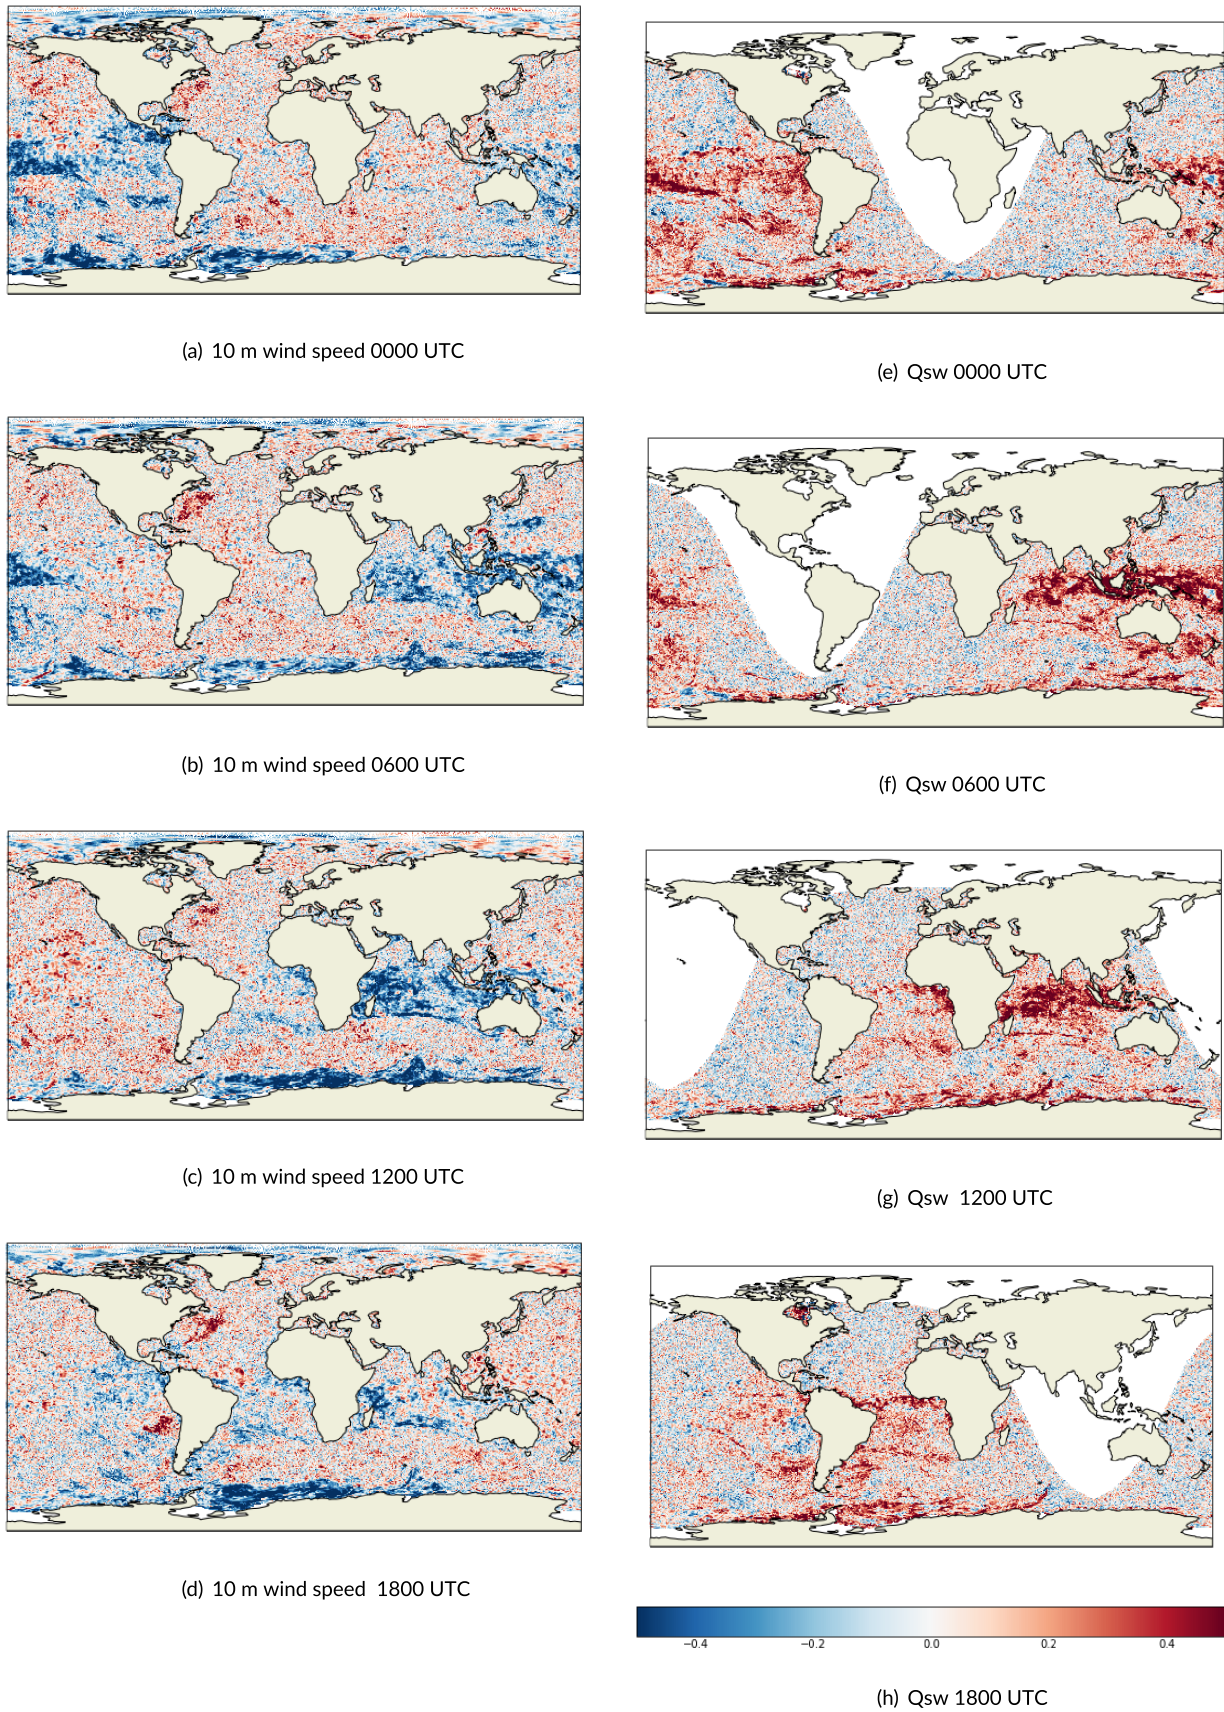 (a) 10 m wind speed 0000 UTC
(e) Qsw 0000 UTC
(b) 10 m wind speed 0600 UTC
(f) Qsw 0600 UTC
(c) 10 m wind speed 1200 UTC
(g) Qsw 1200 UTC
(d) 10 m wind speed 1800 UTC
−0.4 −0.2 0.0 0.2 0.4
(h) Qsw 1800 UTC